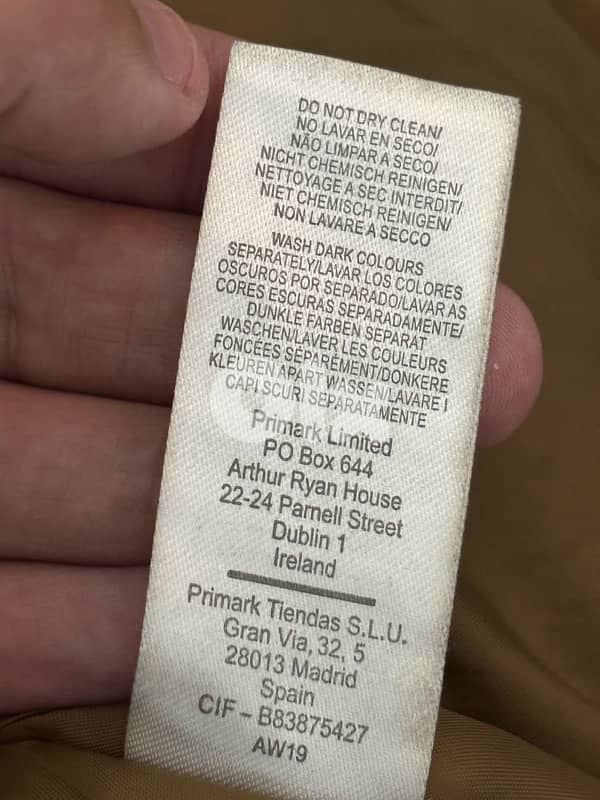 DO NOT DRY CLEAN/
NO LAVAR EN SECO/
NÃO LIMPAR A SECO/
NICHT CHEMISCH REINIGEN/
NETTOYAGE A SEC INTERDIT/
NIET CHEMISCH REINIGEN/
NON LAVARE A SECCO
WASH DARK COLOURS
SEPARATELY/LAVAR LOS COLORES
OSCUROS POR SEPARADO/LAVAR AS
CORES ESCURAS SEPARADAMENTE/
DUNKLE FARBEN SEPARAT
WASCHEN/LAVER LES COULEURS
FONCÉES SÉPARÉMENT/DONKERE
KLEUREN APART WASSEN/LAVARE I
CAPI SCURI SEPARATAMENTE
Primark Limited
PO Box 644
Arthur Ryan House
22-24 Parnell Street
Dublin 1
Ireland
Primark Tiendas S.L.U.
Gran Via, 32, 5
28013 Madrid
Spain
CIF - B83875427
AW19